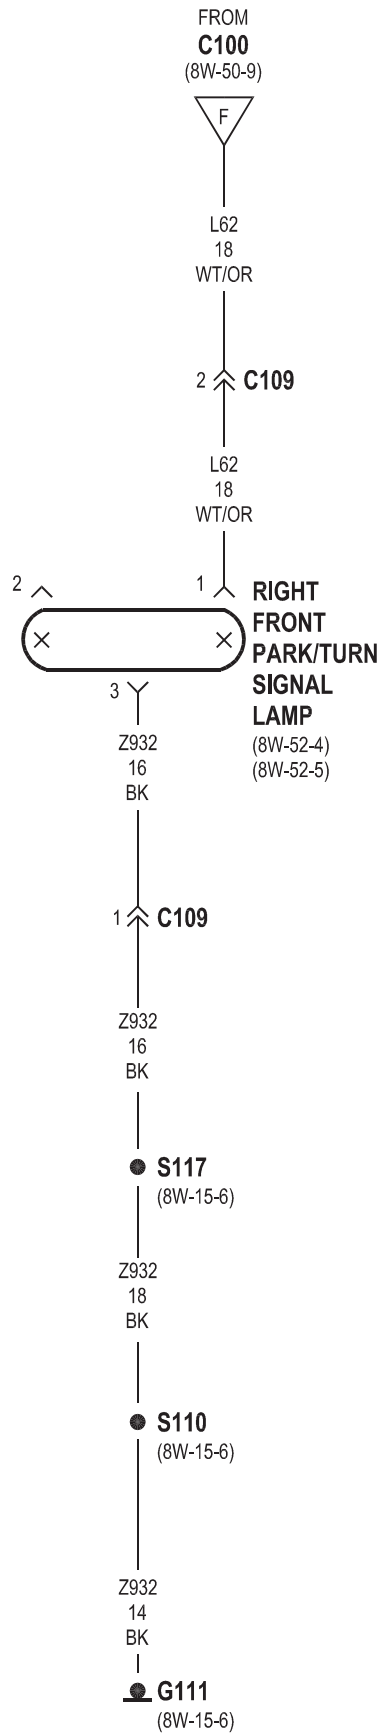 FROM
C100
(8W-50-9)
F
L62
18
WT/OR
2 C109
L62
18
WT/OR
2 1 RIGHT
FRONT
PARK/TURN
SIGNAL
LAMP
(8W-52-4)
(8W-52-5)
3
Z932
16
BK
1 C109
Z932
16
BK
S117
(8W-15-6)
Z932
18
BK
S110
(8W-15-6)
Z932
14
BK
G111
(8W-15-6)